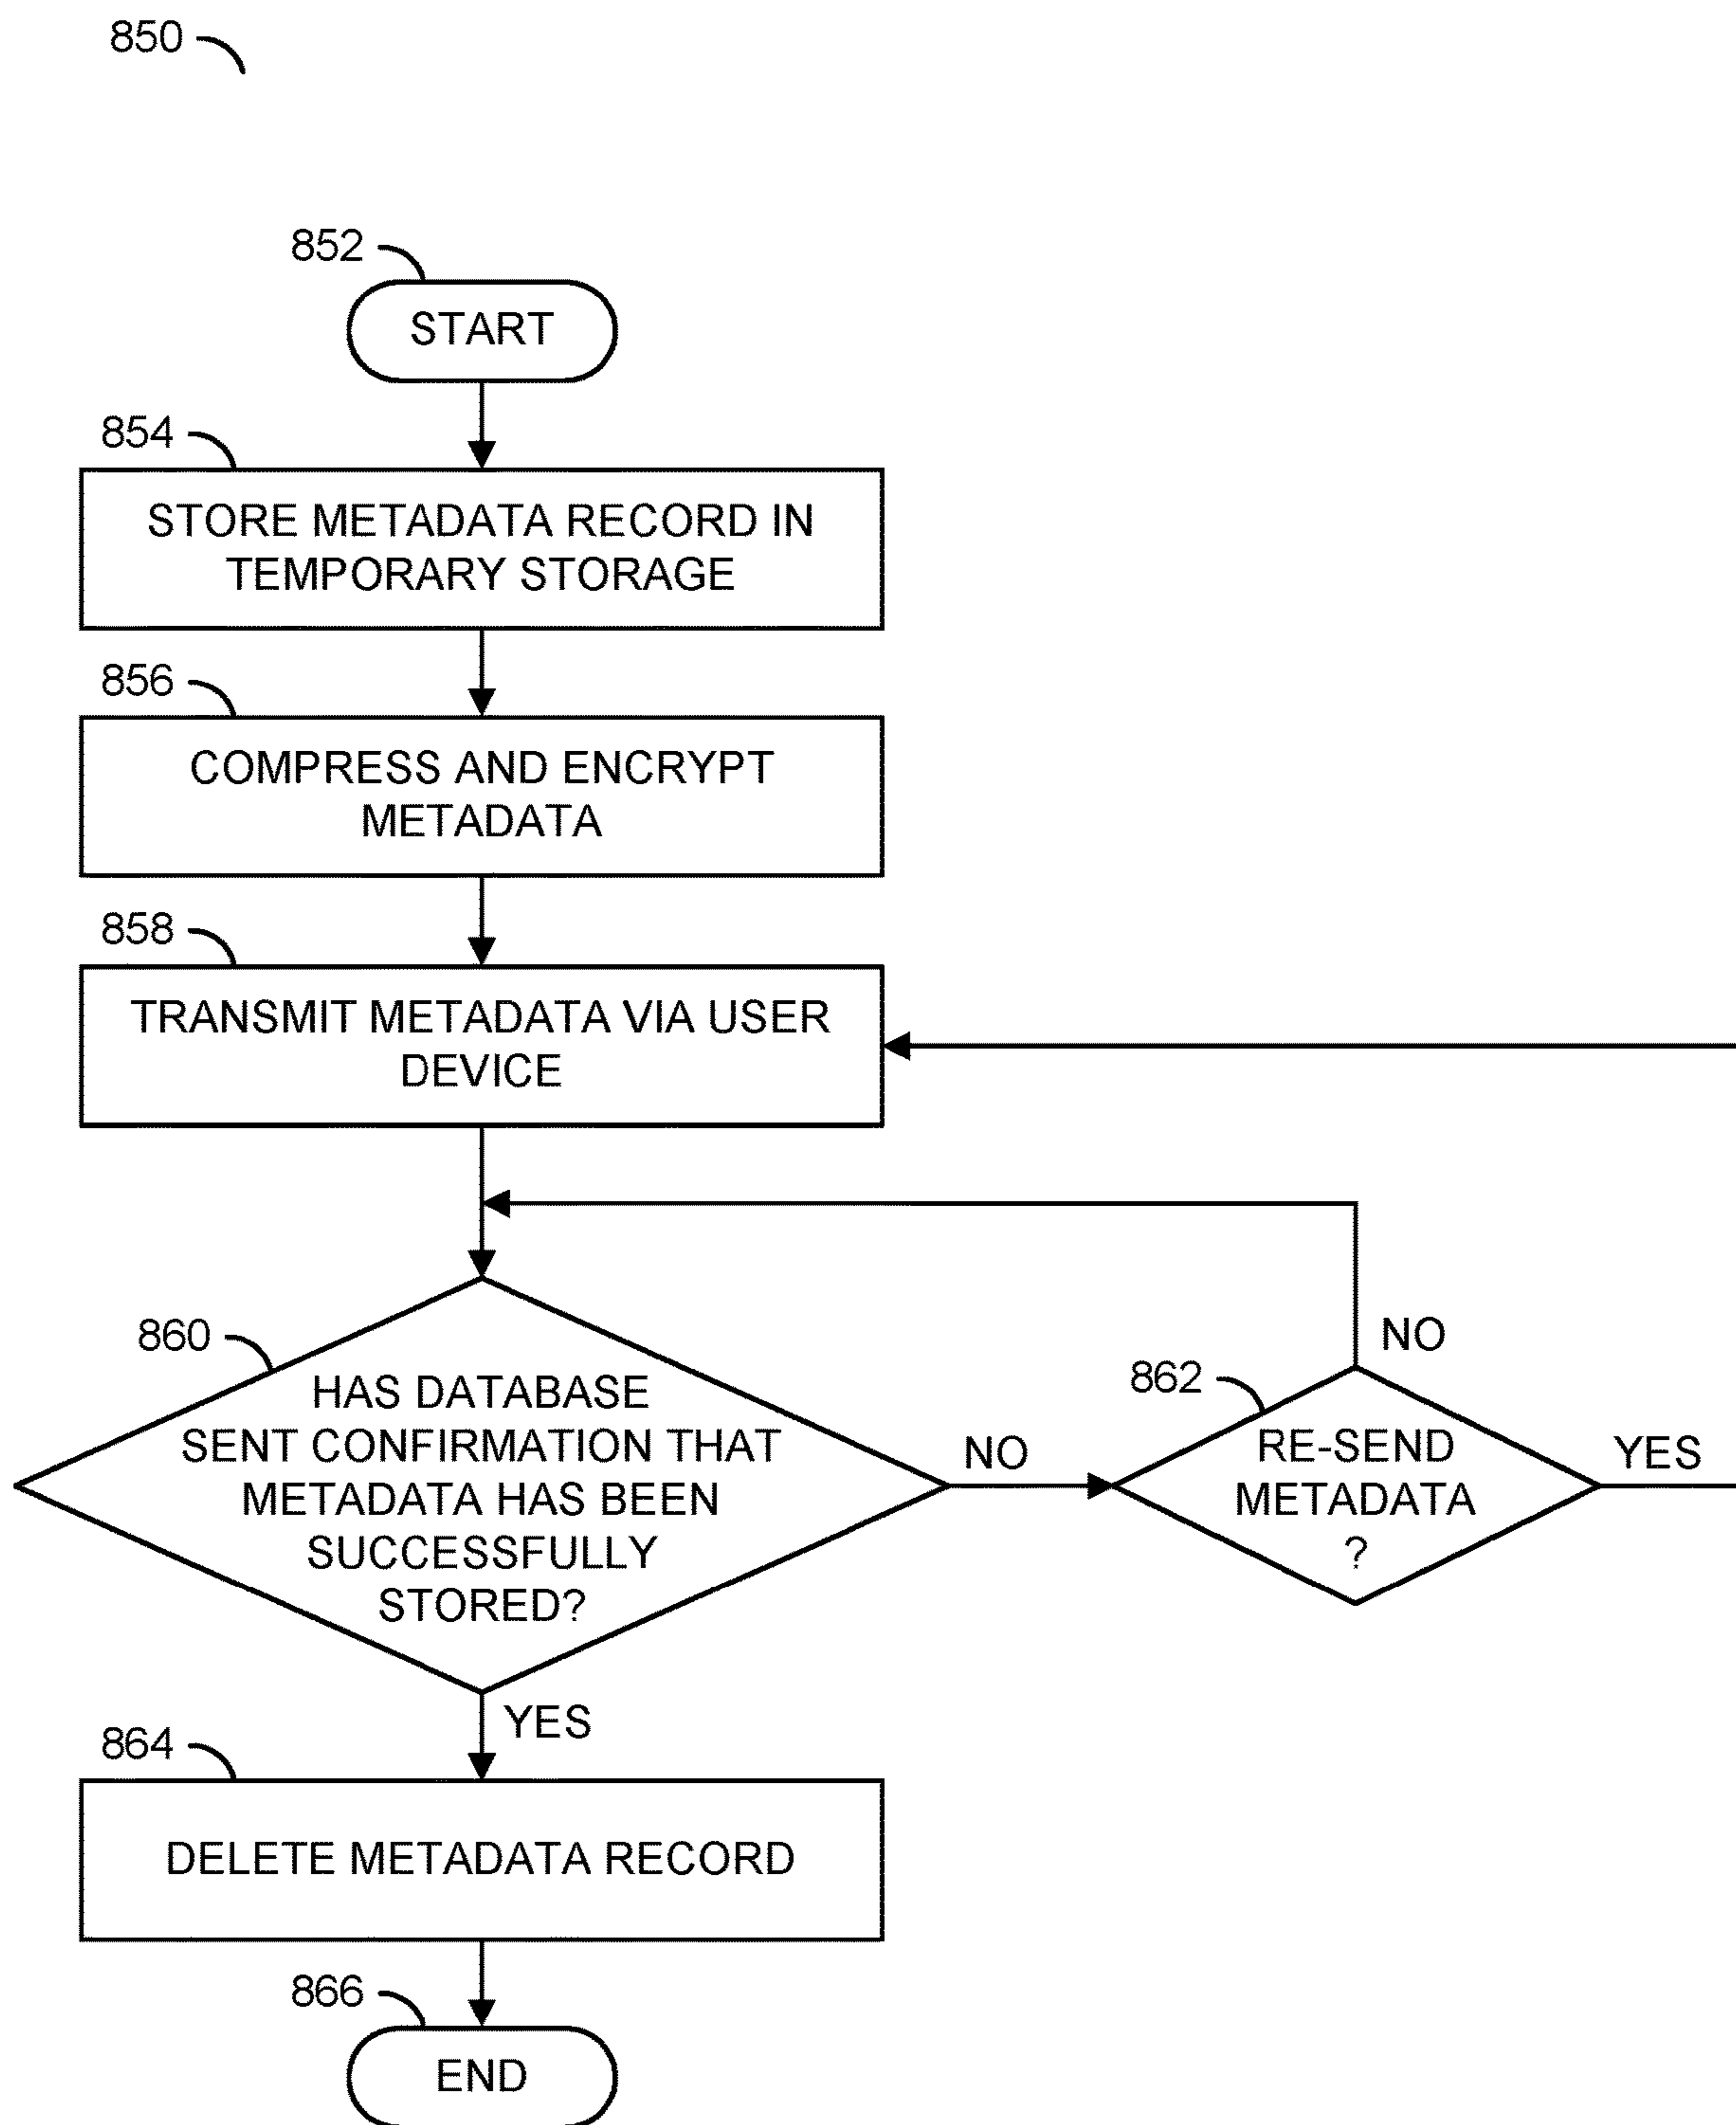 850
852
START
854
STORE METADATA RECORD IN
TEMPORARY STORAGE
856
COMPRESS AND ENCRYPT
METADATA
858
TRANSMIT METADATA VIA USER
DEVICE
860
HAS DATABASE
SENT CONFIRMATION THAT
METADATA HAS BEEN
SUCCESSFULLY
STORED?
NO
862
RE-SEND
METADATA
?
NO
YES
YES
864
DELETE METADATA RECORD
866
END